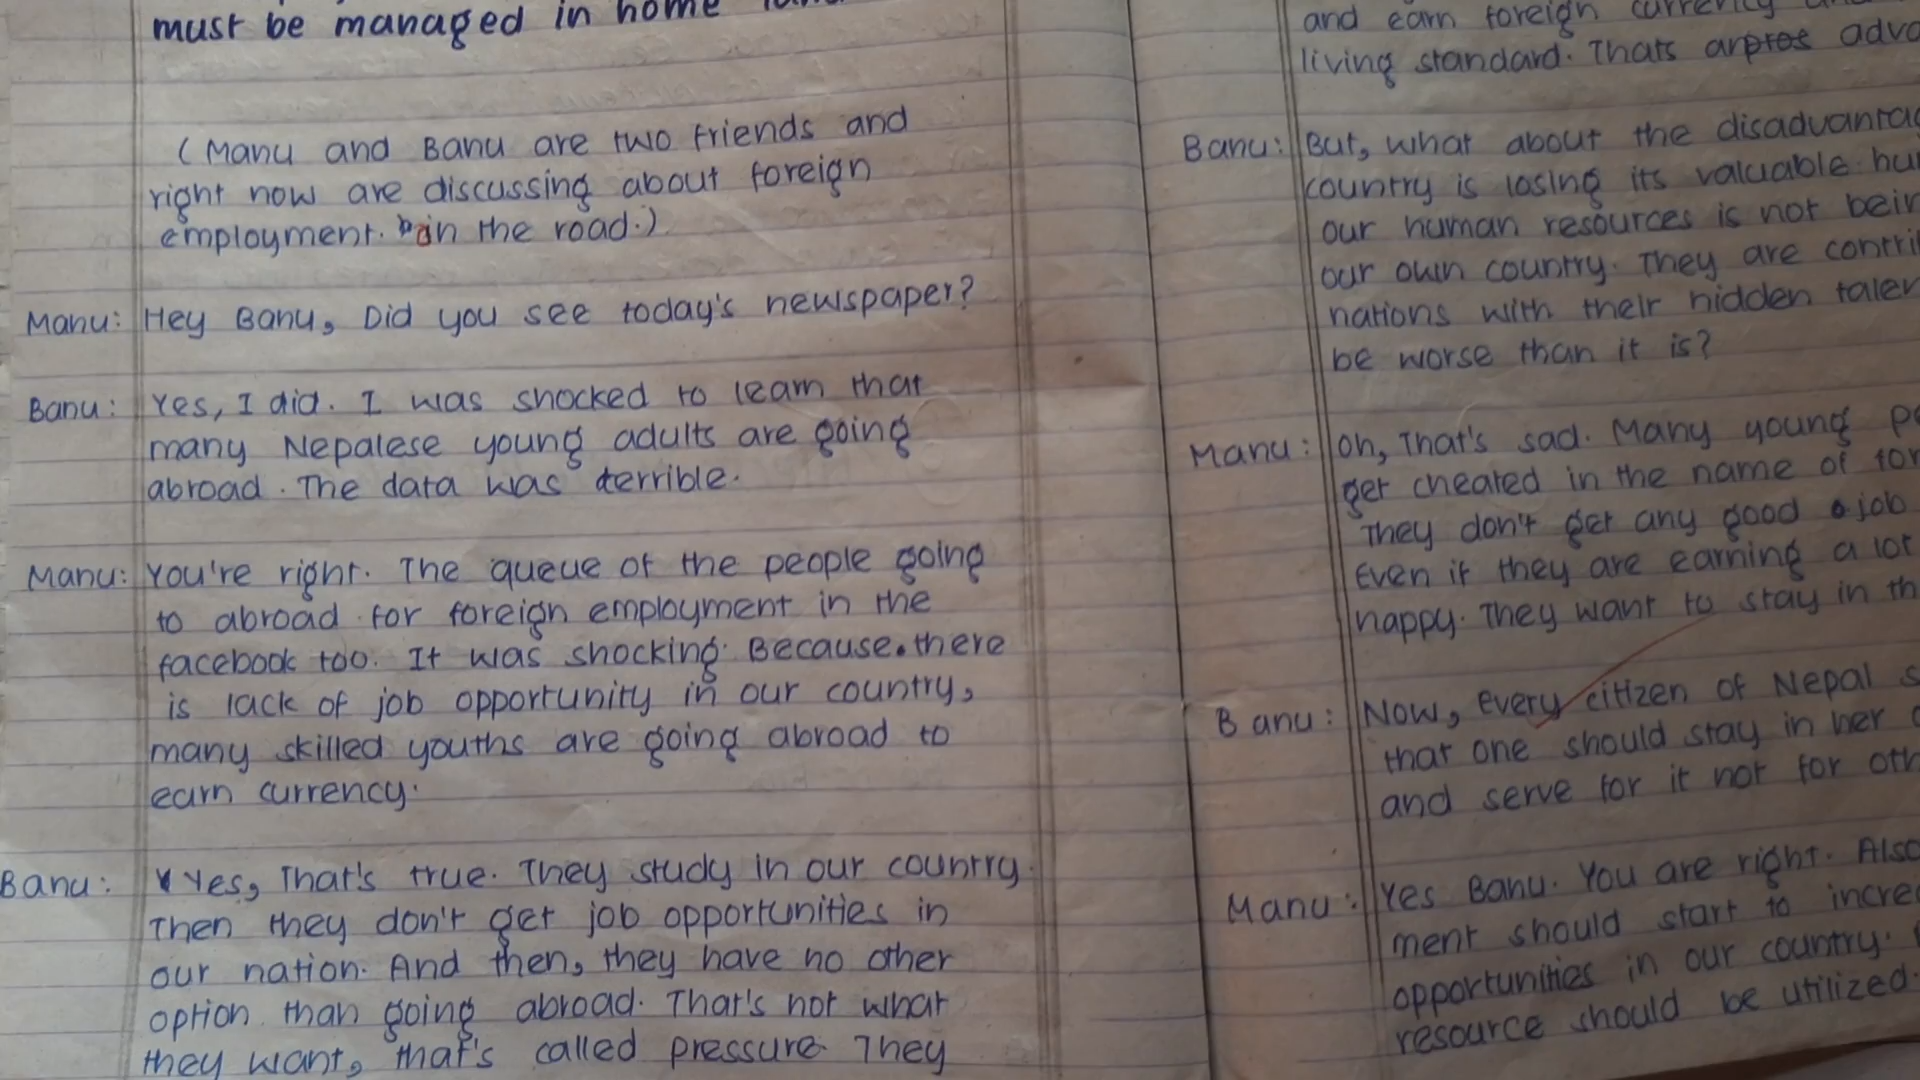 must be managed in home
(Manu and Banu are two friends and
right now are discussing about foreign
employment. in the road.)
Manu: Hey Banu, Did you see today's newspaper?
Banu: Yes, I did. I was shocked to learn that
many Nepalese young adults are going
abroad. The data was terrible.
Manu: You're right. The queue of the people going
to abroad for foreign employment in the
facebook too. It was shocking. Because there
is lack of job opportunity in our country,
many skilled youths are going abroad to
earn currency.
Banu: Yes, That's true. They study in our country.
Then they don't get job opportunities in
our nation. And then, they have no other
option than going abroad. That's not what
they want, that's called pressure. They
and earn foreign currency
living standard. Thats
Banu: But, what about the
country is losing its valuable
our human resources is not
our own country. They are
nations with their hidden
be worse than it is?
Manu: Oh, That's sad. Many young
get cheated in the name of
They don't get any good job
Even if they are earning a lot
happy. They want to stay in
Banu: Now, every citizen of Nepal
that one should stay in her
and serve for it not for
Manu: Yes Banu. You are right. Also
ment should start to
opportunities in our country.
resource should be utilized.